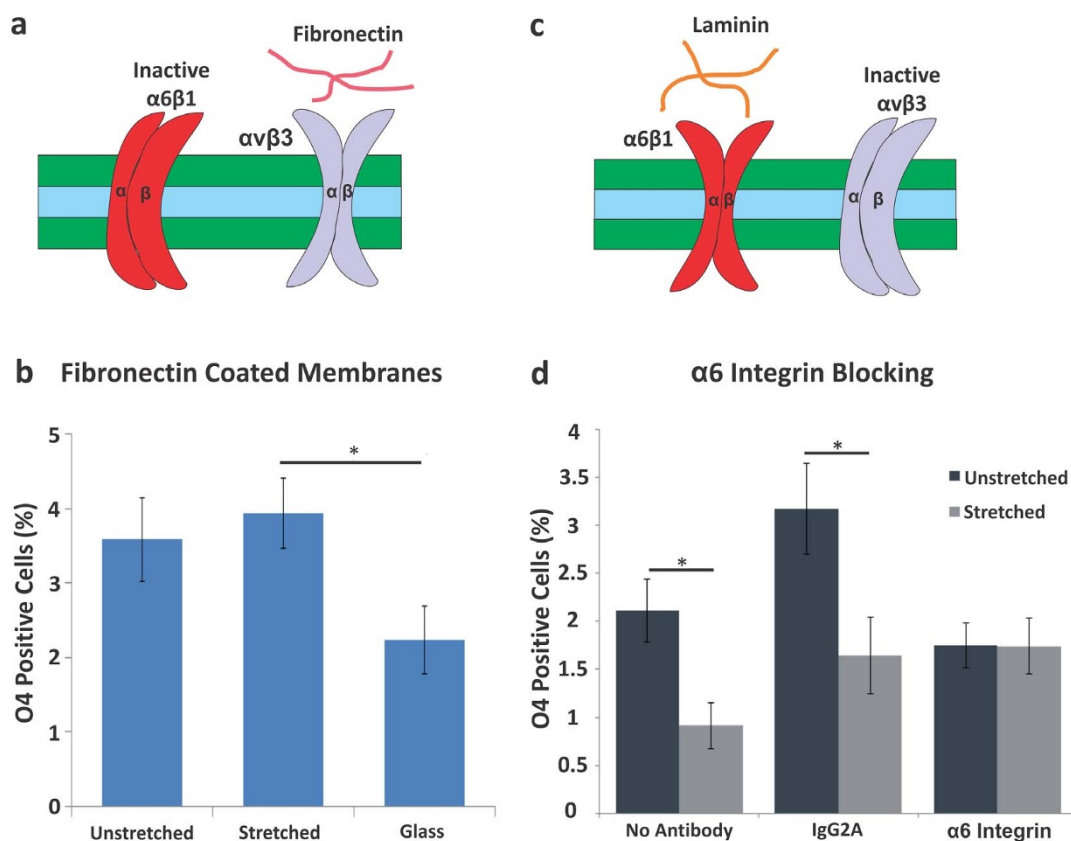 a
Fibronectin
Inactive
α6β1
αvβ3
α
β
α
β
c
Laminin
Inactive
αvβ3
α6β1
α
β
α
β
b Fibronectin Coated Membranes
O4 Positive Cells (%)
5
4
3
2
1
0
*
Unstretched
Stretched
Glass
d α6 Integrin Blocking
O4 Positive Cells (%)
4
3.5
3
2.5
2
1.5
1
0.5
0
*
*
Unstretched
Stretched
No Antibody
IgG2A
α6 Integrin